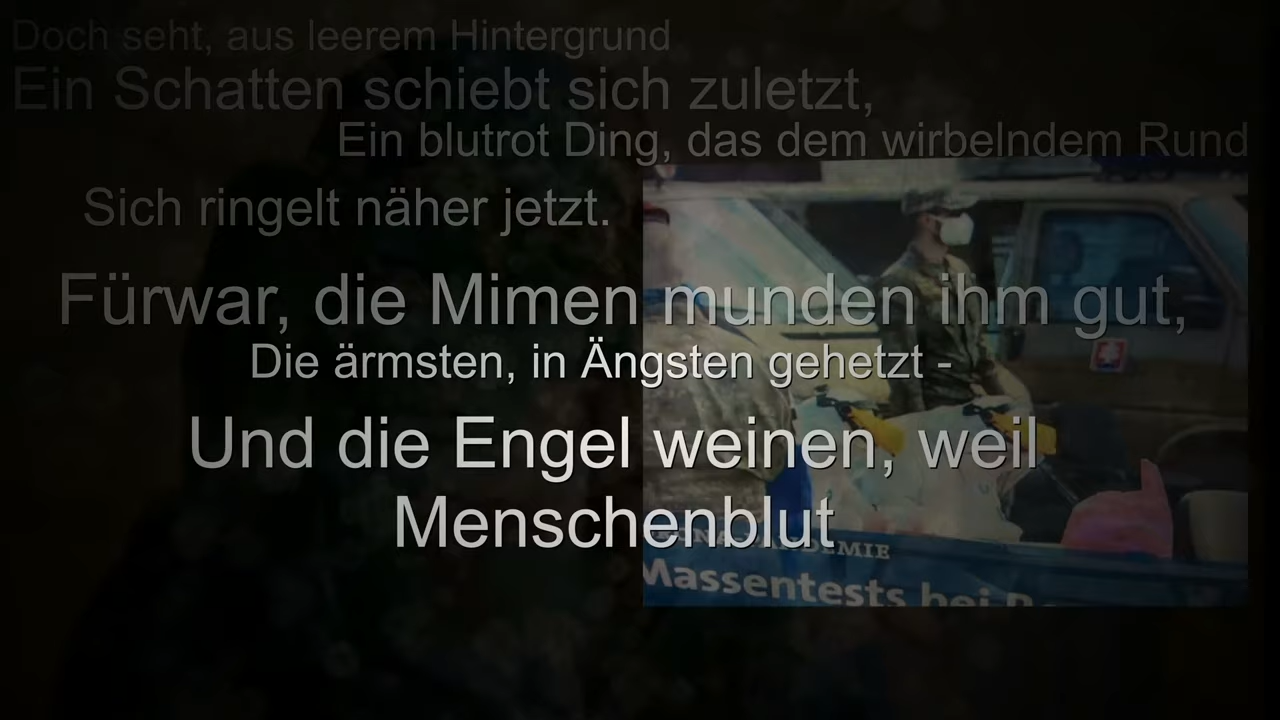 Doch seht, aus leerem Hintergrund
Ein Schatten schiebt sich zuletzt,
Ein blutrot Ding, das dem wirbelndem Rund
Sich ringelt näher jetzt.
Fürwar, die Mimen munden ihm gut,
Die ärmsten, in Ängsten gehetzt -
Und die Engel weinen, weil
Menschenblut
Massentests bei